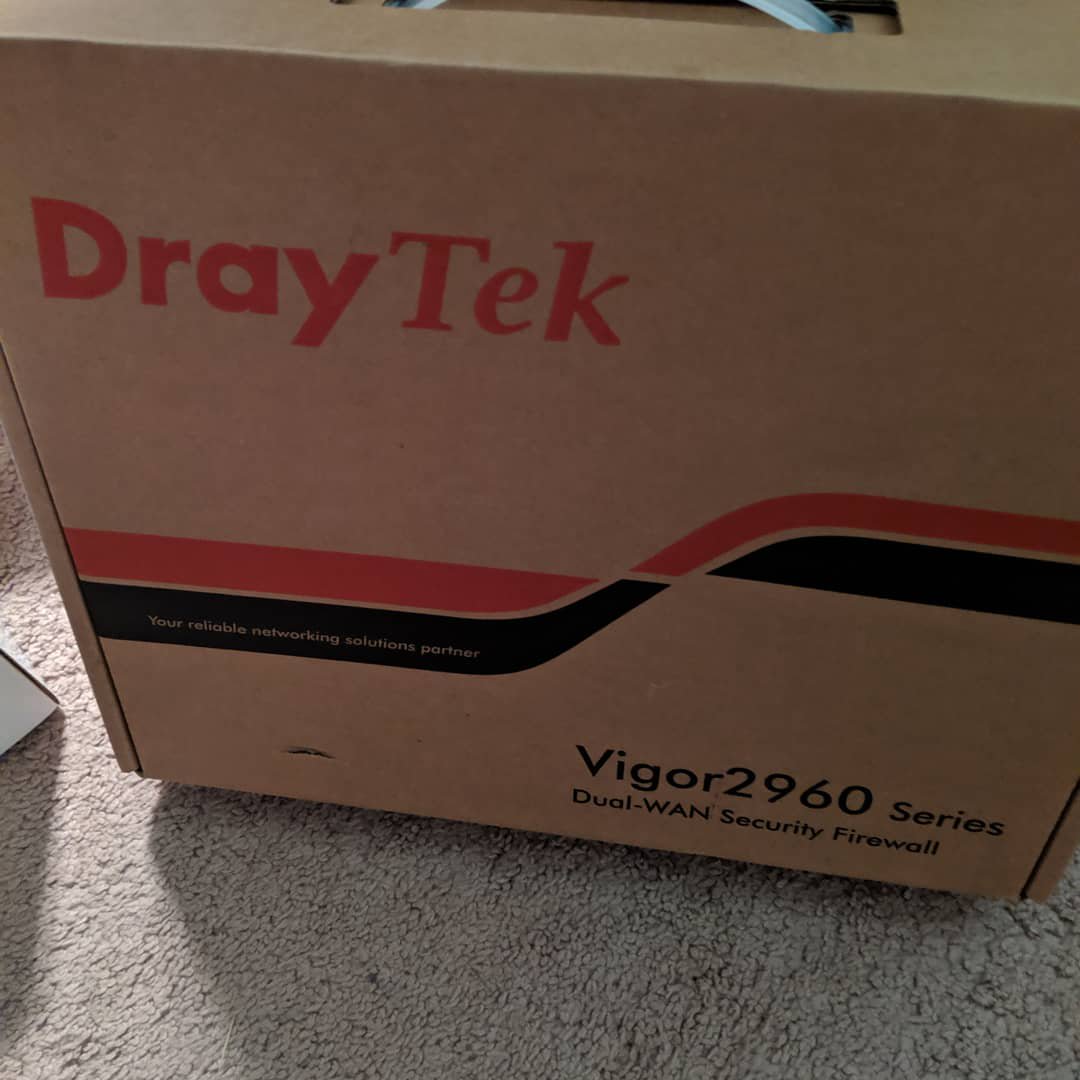 DrayTek
Your reliable networking solutions partner
Vigor2960 Series
Dual-WAN Security Firewall